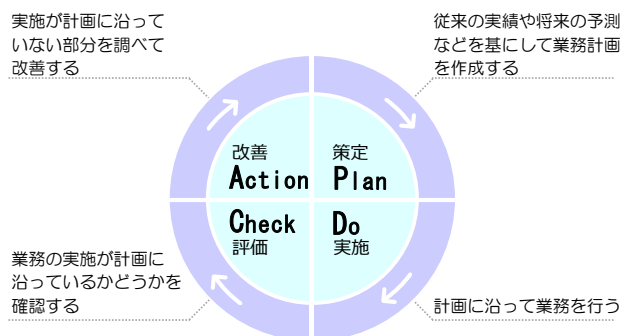 実施が計画に沿って
いない部分を調べて
改善する
従来の実績や将来の予測
などを基にして業務計画
を作成する
改善
Action
策定
Plan
Check
評価
Do
実施
業務の実施が計画に
沿っているかどうかを
確認する
計画に沿って業務を行う